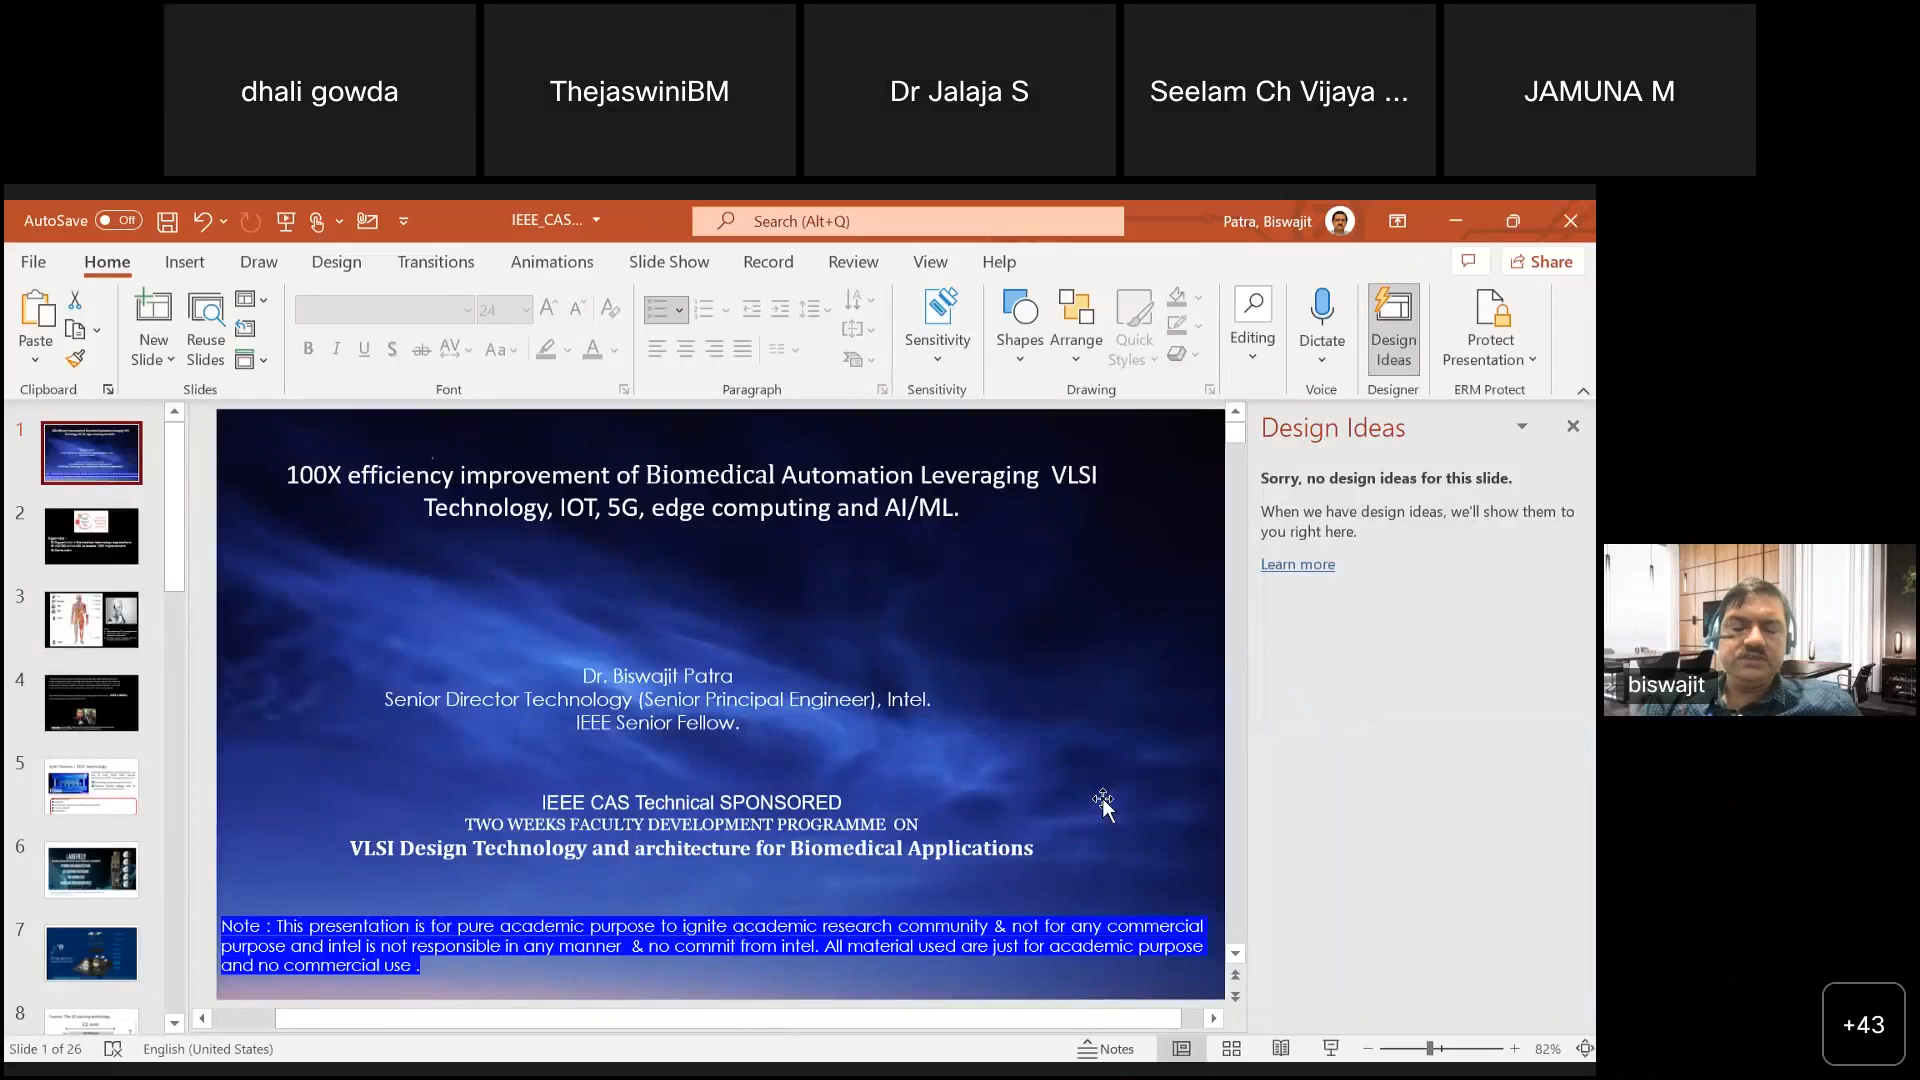 dhali gowda
ThejaswiniBM
Dr Jalaja S
Seelam Ch Vijaya ...
JAMUNA M
AutoSave Off
IEEE_CAS...
Search (Alt+Q)
Patra, Biswajit
File Home Insert Draw Design Transitions Animations Slide Show Record Review View Help
Share
Paste
New Slide
Reuse Slides
24
Sensitivity
Shapes
Arrange
Quick Styles
Editing
Dictate
Design Ideas
Protect Presentation
Clipboard
Slides
Font
Paragraph
Sensitivity
Drawing
Voice
Designer
ERM Protect
1
2
3
4
5
6
7
8
100X efficiency improvement of Biomedical Automation Leveraging VLSI
Technology, IOT, 5G, edge computing and AI/ML.
Dr. Biswajit Patra
Senior Director Technology (Senior Principal Engineer), Intel.
IEEE Senior Fellow.
IEEE CAS Technical SPONSORED
TWO WEEKS FACULTY DEVELOPMENT PROGRAMME ON
VLSI Design Technology and architecture for Biomedical Applications
Note : This presentation is for pure academic purpose to ignite academic research community & not for any commercial
purpose and intel is not responsible in any manner & no commit from intel. All material used are just for academic purpose
and no commercial use .
Design Ideas
Sorry, no design ideas for this slide.
When we have design ideas, we'll show them to
you right here.
Learn more
biswajit
+43
Slide 1 of 26
English (United States)
Notes
82%